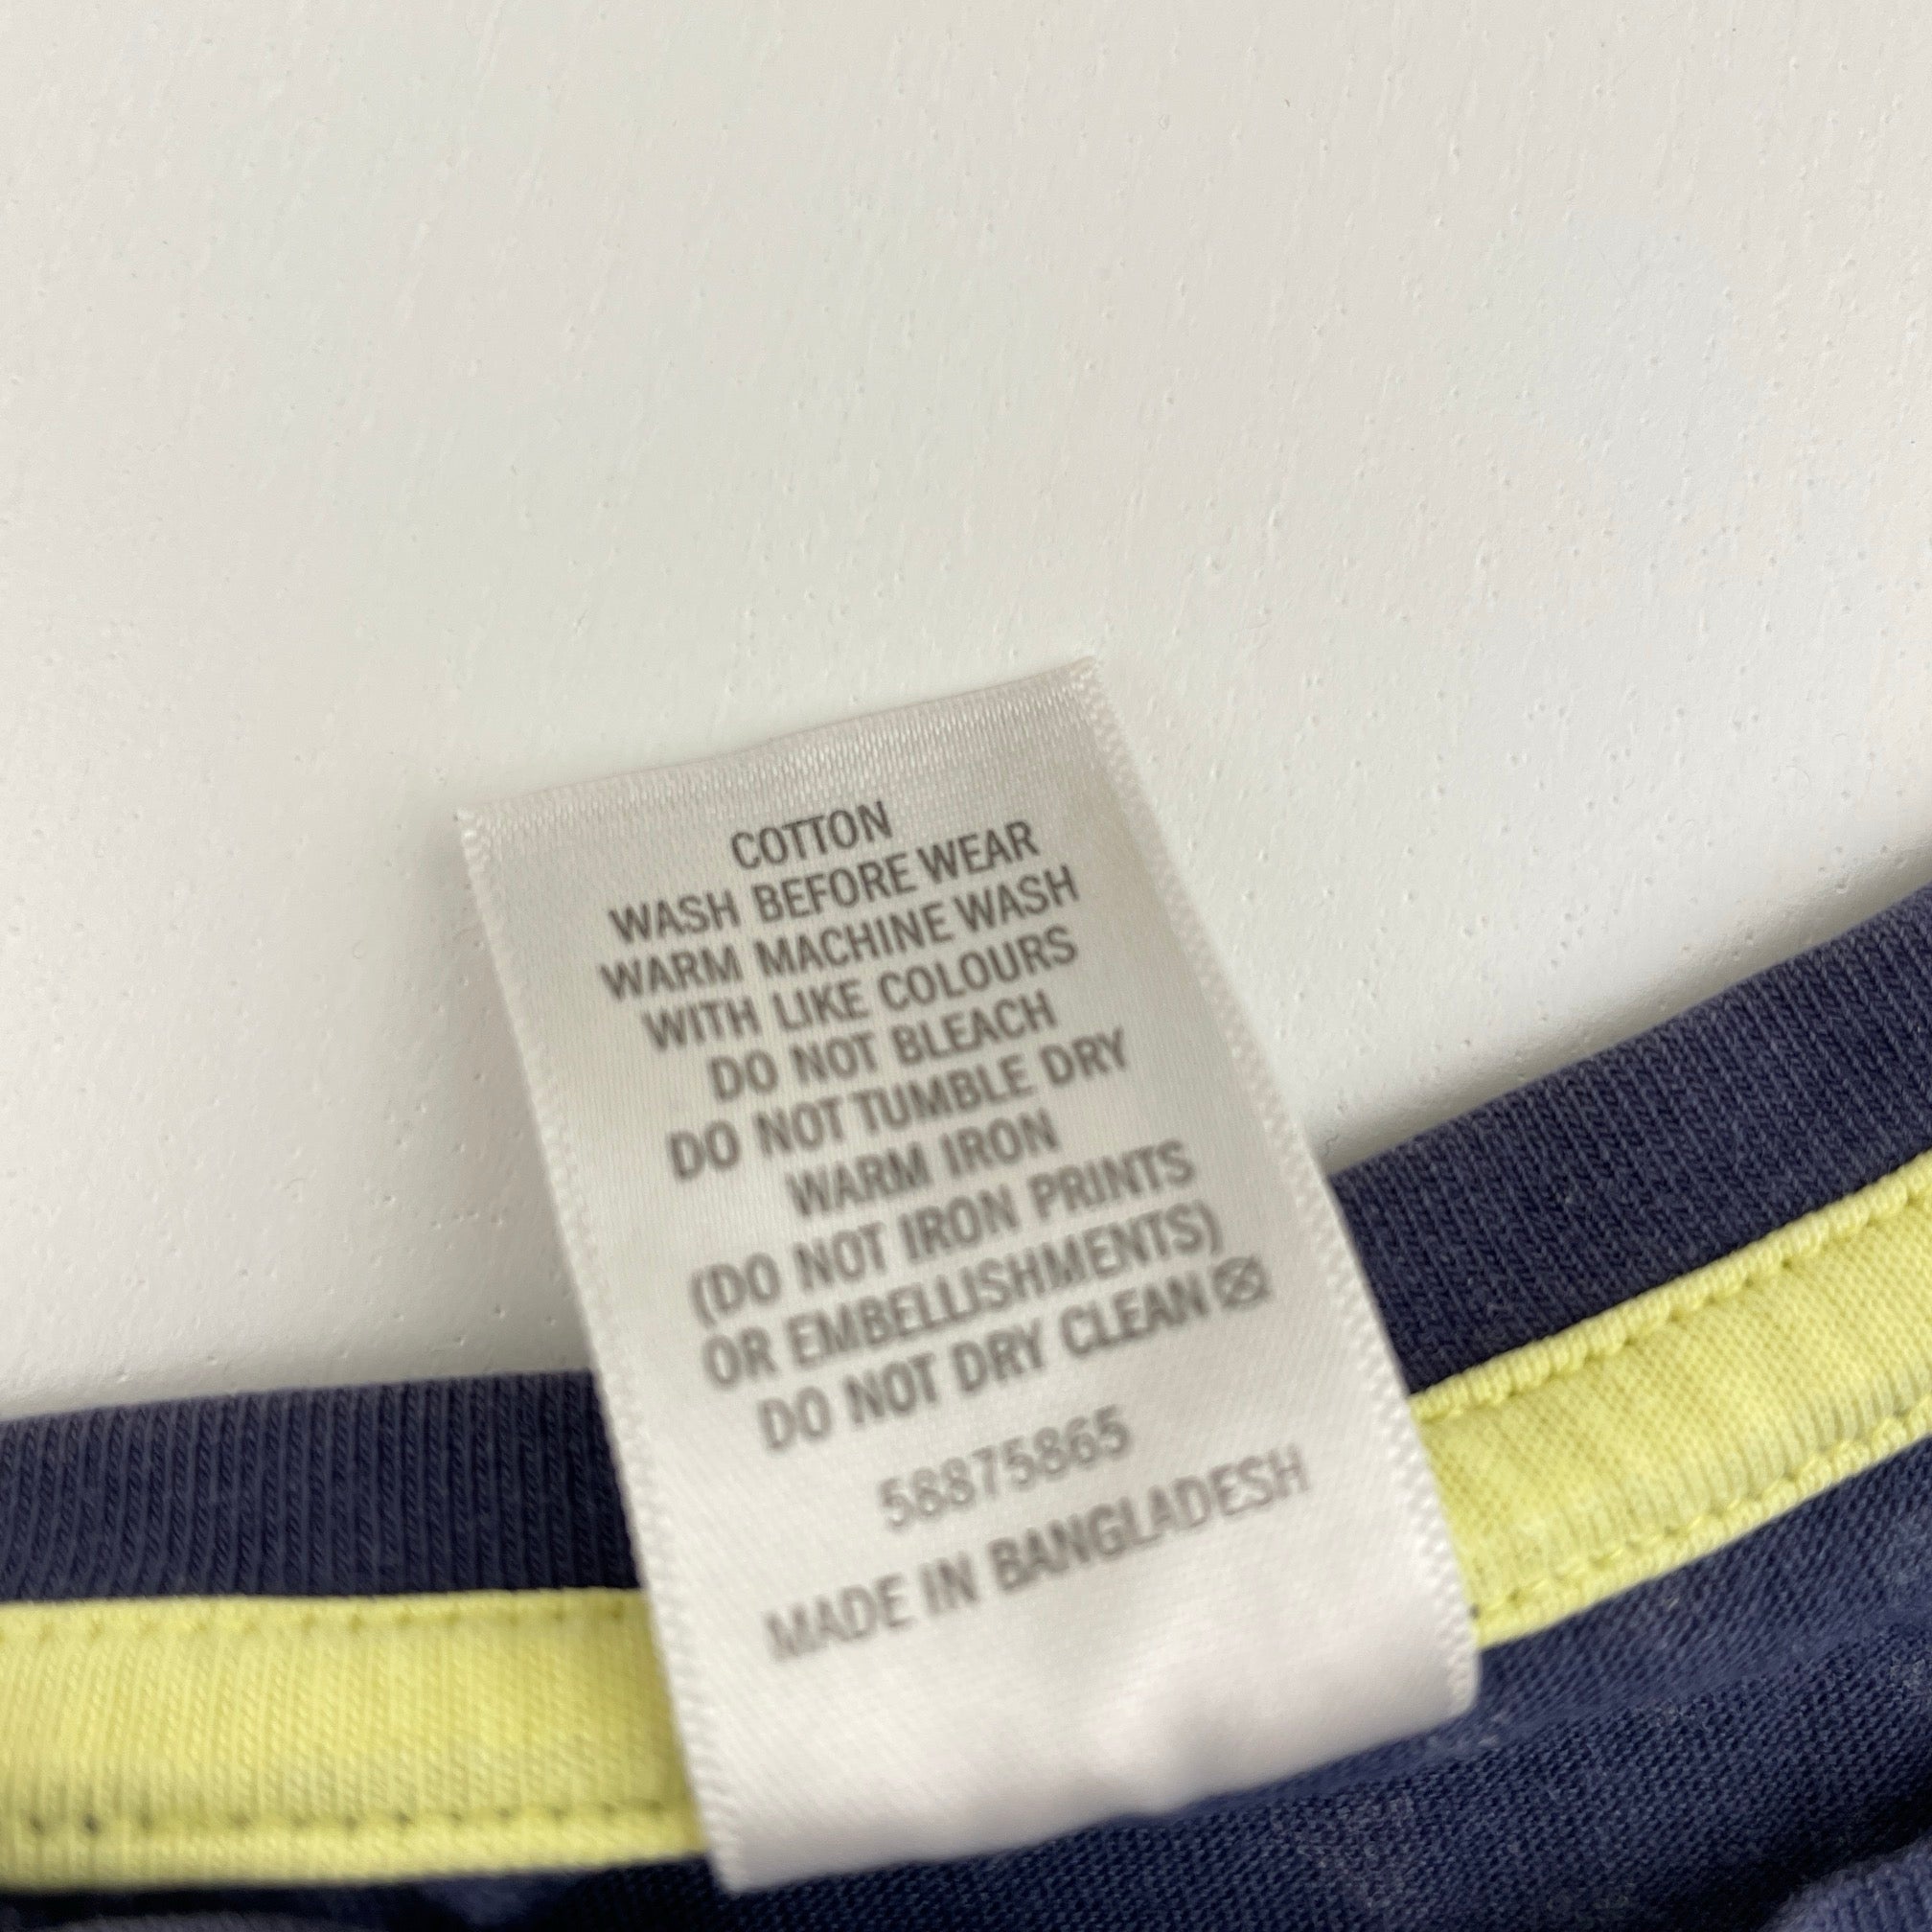 COTTON
WASH BEFORE WEAR
WARM MACHINE WASH
WITH LIKE COLOURS
DO NOT BLEACH
DO NOT TUMBLE DRY
WARM IRON
(DO NOT IRON PRINTS
OR EMBELLISHMENTS)
DO NOT DRY CLEAN
58875865
MADE IN BANGLADESH